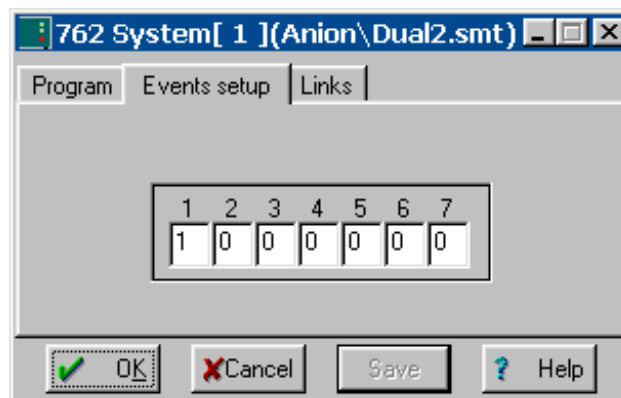 762 System[ 1 ](Anion\Dual2.smt)
Program Events setup Links
1 2 3 4 5 6 7
1 0 0 0 0 0 0
OK Cancel Save ? Help